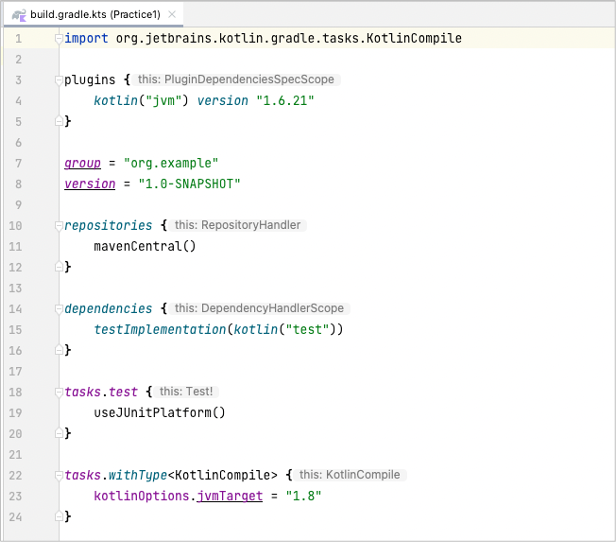 build.gradle.kts (Practice1)
1 import org.jetbrains.kotlin.gradle.tasks.KotlinCompile
2
3 plugins { this: PluginDependenciesSpecScope
4 kotlin("jvm") version "1.6.21"
5 }
6
7 group = "org.example"
8 version = "1.0-SNAPSHOT"
9
10 repositories { this: RepositoryHandler
11 mavenCentral()
12 }
13
14 dependencies { this: DependencyHandlerScope
15 testImplementation(kotlin("test"))
16 }
17
18 tasks.test { this: Test!
19 useJUnitPlatform()
20 }
21
22 tasks.withType<KotlinCompile> { this: KotlinCompile
23 kotlinOptions.jvmTarget = "1.8"
24 }